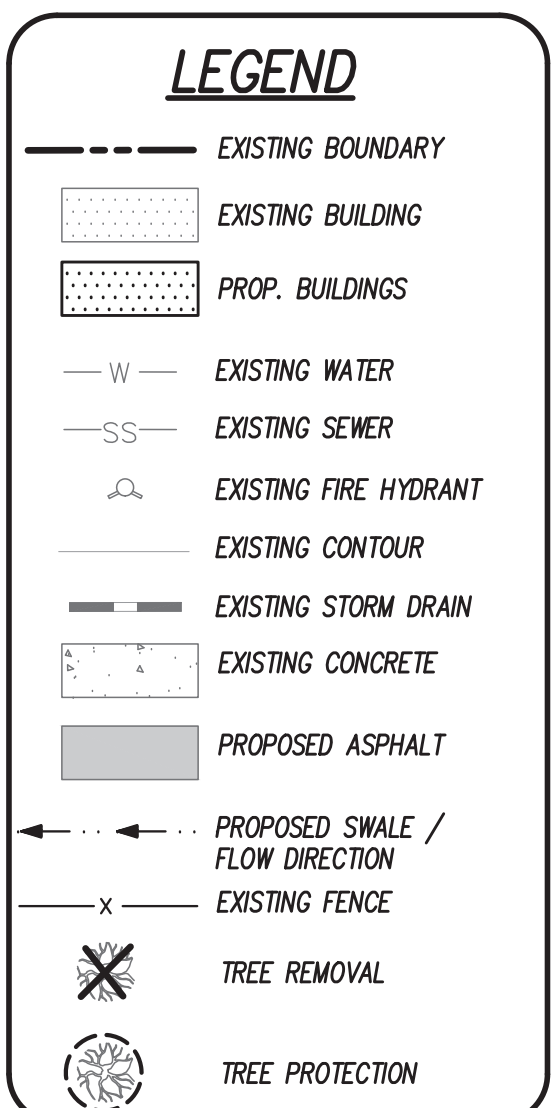 LEGEND
EXISTING BOUNDARY
EXISTING BUILDING
PROP. BUILDINGS
W EXISTING WATER
SS EXISTING SEWER
EXISTING FIRE HYDRANT
EXISTING CONTOUR
EXISTING STORM DRAIN
EXISTING CONCRETE
PROPOSED ASPHALT
PROPOSED SWALE /
FLOW DIRECTION
X EXISTING FENCE
TREE REMOVAL
TREE PROTECTION